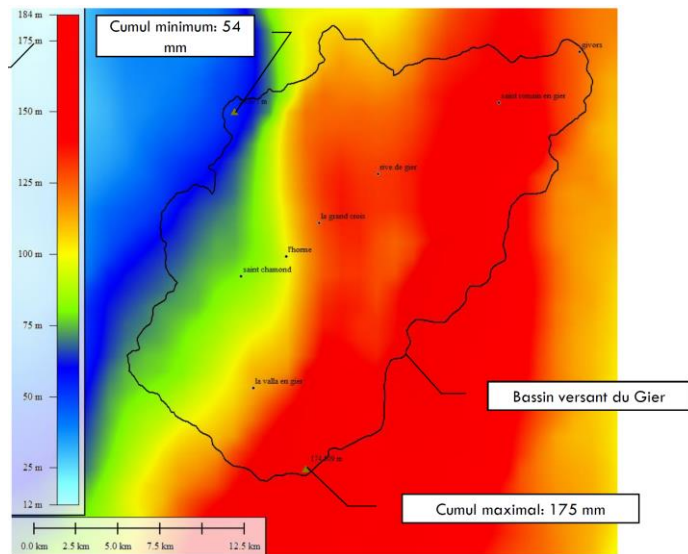 184 m
175 m
150 m
125 m
100 m
75 m
50 m
25 m
12 m
Cumul minimum: 54
mm
givors
saint romain en gier
rive de gier
la grand croix
l'horme
saint chamond
la valla en gier
Bassin versant du Gier
Cumul maximal: 175 mm
0.0 km
2.5 km
5.0 km
7.5 km
12.5 km